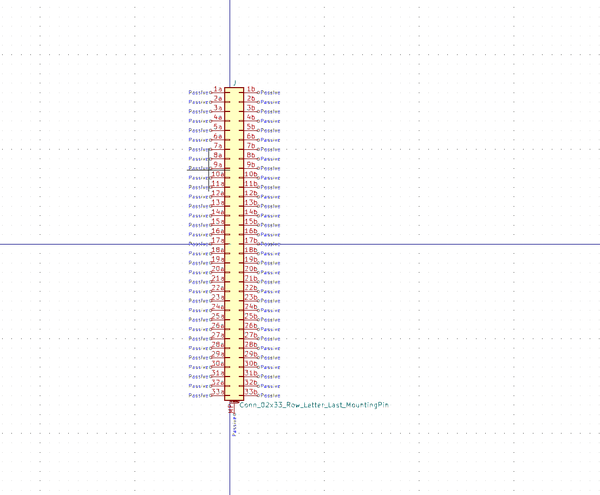 J
Passive 1a 1b Passive
Passive 2a 2b Passive
Passive 3a 3b Passive
Passive 4a 4b Passive
Passive 5a 5b Passive
Passive 6a 6b Passive
Passive 7a 7b Passive
Passive 8a 8b Passive
Passive 9a 9b Passive
Passive 10a 10b Passive
Passive 11a 11b Passive
Passive 12a 12b Passive
Passive 13a 13b Passive
Passive 14a 14b Passive
Passive 15a 15b Passive
Passive 16a 16b Passive
Passive 17a 17b Passive
Passive 18a 18b Passive
Passive 19a 19b Passive
Passive 20a 20b Passive
Passive 21a 21b Passive
Passive 22a 22b Passive
Passive 23a 23b Passive
Passive 24a 24b Passive
Passive 25a 25b Passive
Passive 26a 26b Passive
Passive 27a 27b Passive
Passive 28a 28b Passive
Passive 29a 29b Passive
Passive 30a 30b Passive
Passive 31a 31b Passive
Passive 32a 32b Passive
Passive 33a 33b Passive
Conn_02x33_Row_Letter_Last_MountingPin
MP
Passive